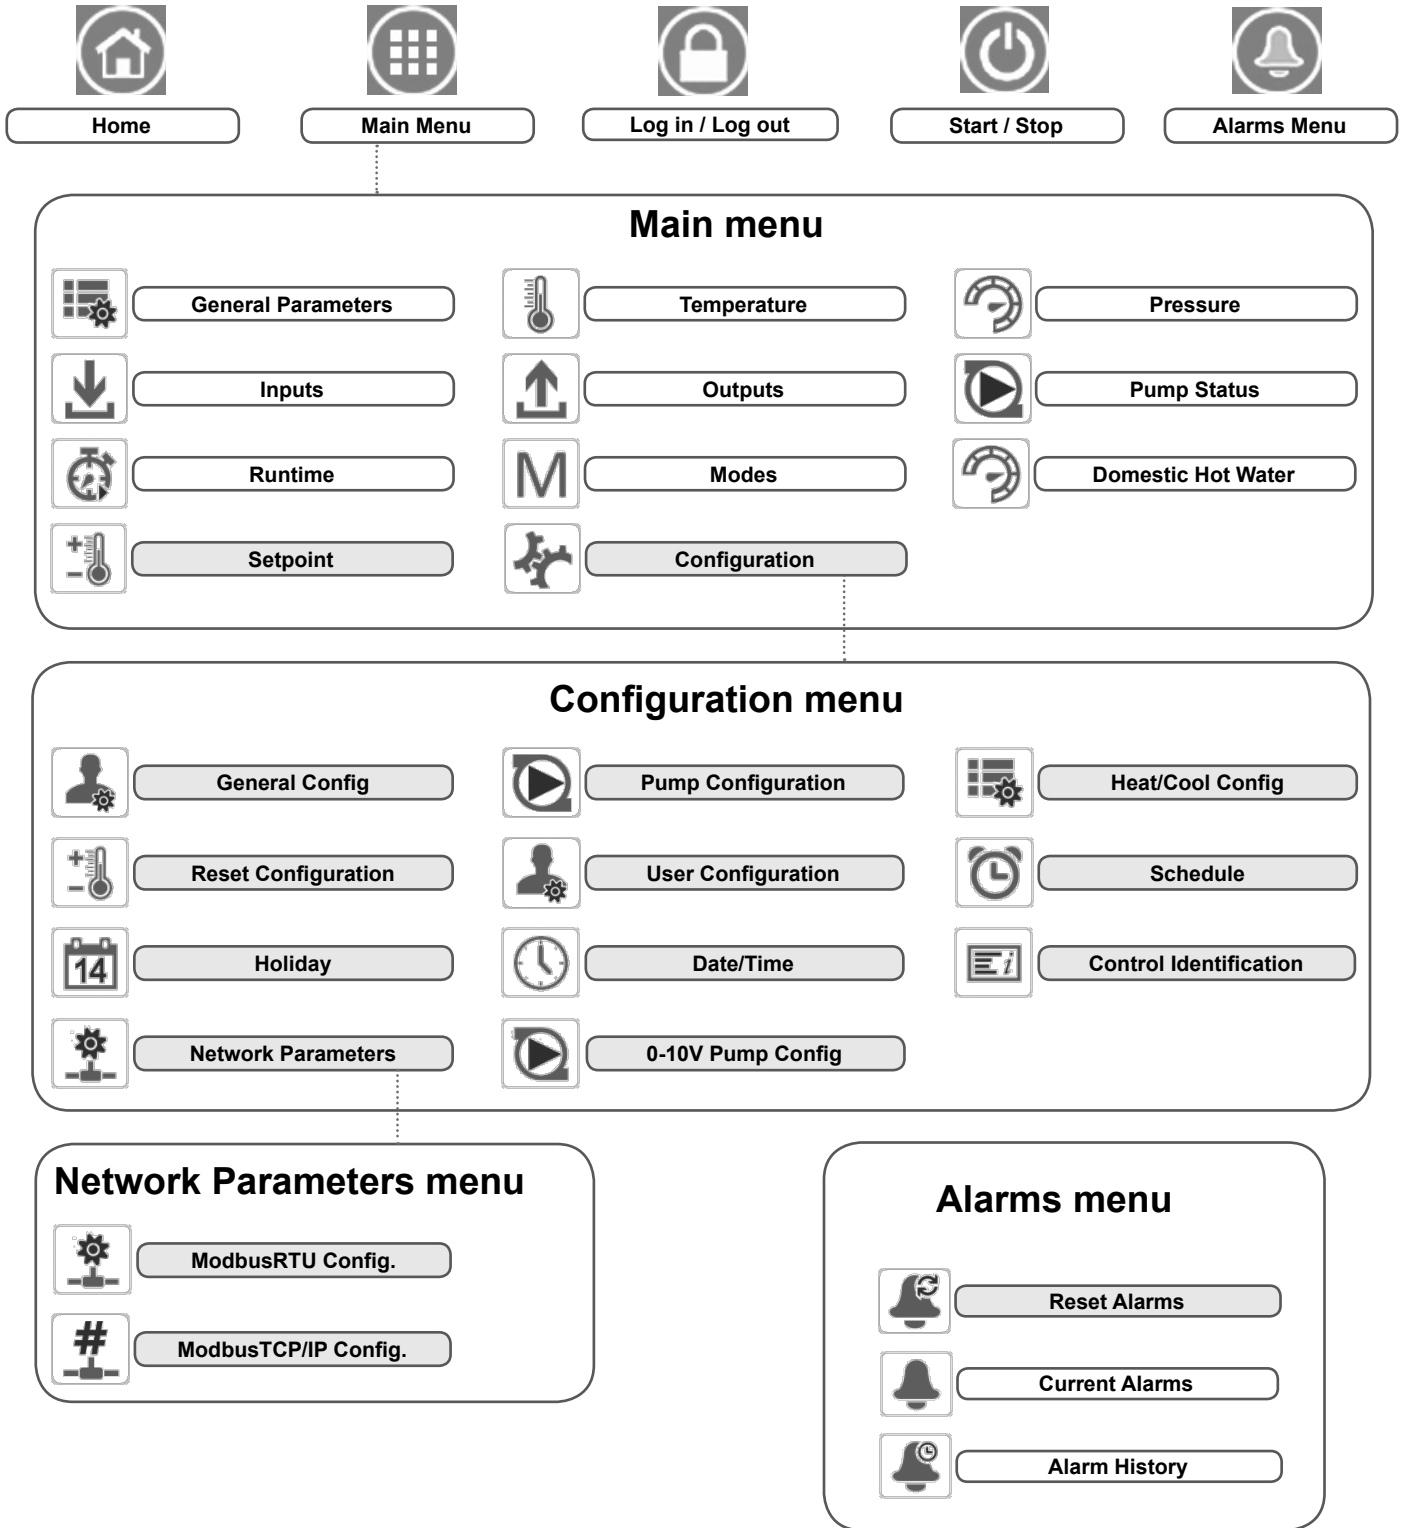 Home
Main Menu
Log in / Log out
Start / Stop
Alarms Menu
Main menu
General Parameters
Temperature
Pressure
Inputs
Outputs
Pump Status
Runtime
M
Modes
Domestic Hot Water
Setpoint
Configuration
Configuration menu
General Config
Pump Configuration
Heat/Cool Config
Reset Configuration
User Configuration
Schedule
14
Holiday
Date/Time
i
Control Identification
Network Parameters
0-10V Pump Config
Network Parameters menu
ModbusRTU Config.
#
ModbusTCP/IP Config.
Alarms menu
Reset Alarms
Current Alarms
Alarm History